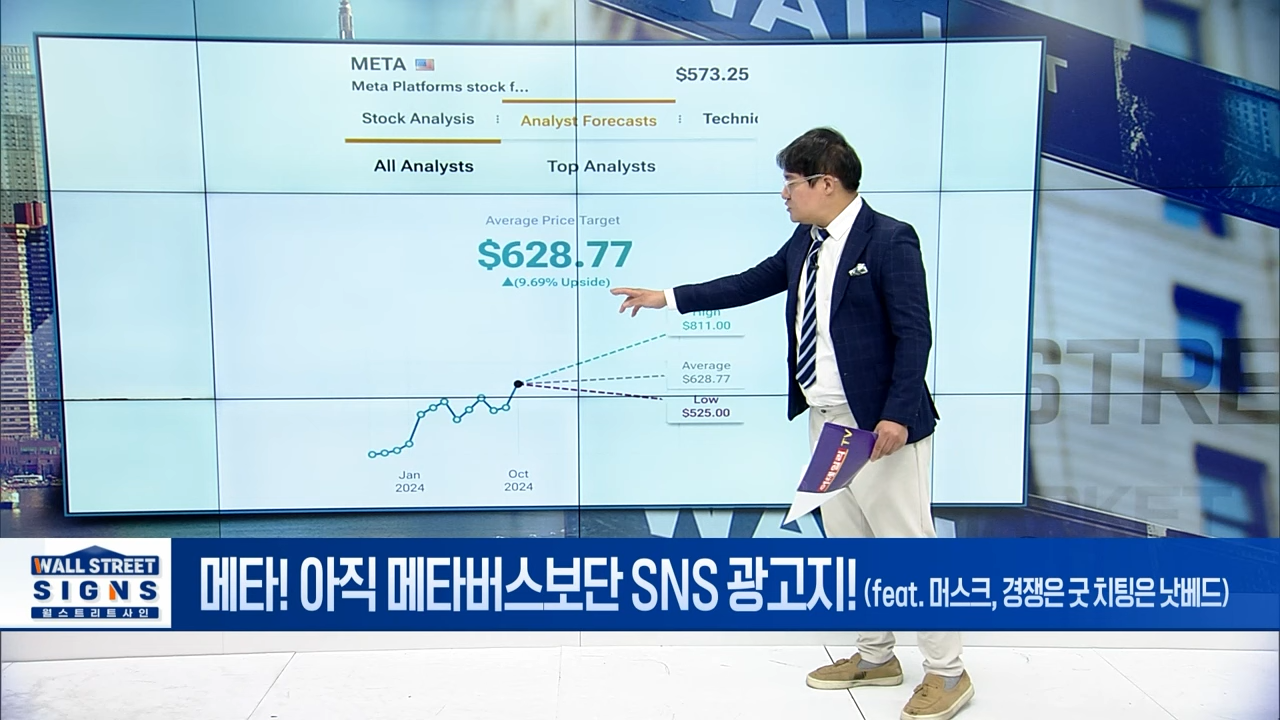 WALL
META
$573.25
Meta Platforms stock f...
Stock Analysis
Analyst Forecasts
All Analysts
Top Analysts
Average Price Target
$628.77
▲(9.69% Upside)
High
$811.00
Average
$628.77
Low
$525.00
Jan
2024
Oct
2024
TV
WALL STREET
SIGNS
월스트리트사인
메타! 아직 메타버스보단 SNS 광고지! (feat. 머스크, 경쟁은 굿 치팅은 낫베드)